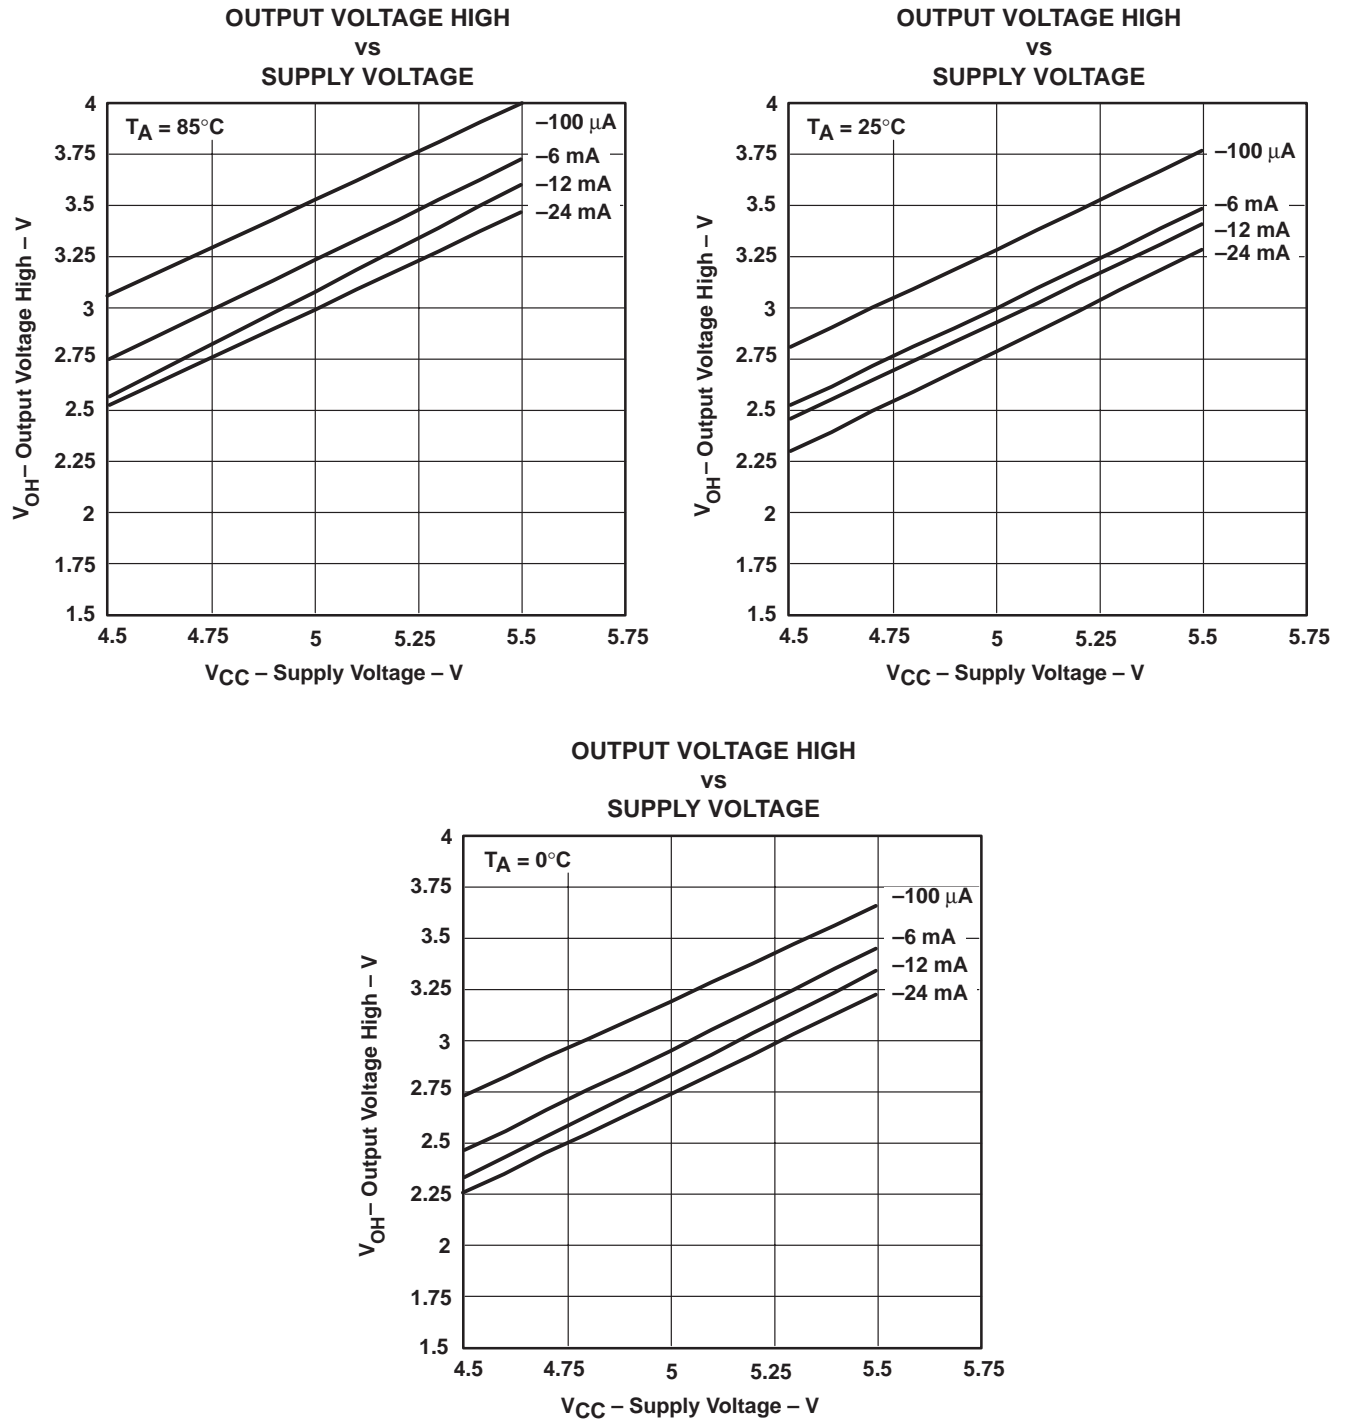 OUTPUT VOLTAGE HIGH
vs
SUPPLY VOLTAGE
TA = 85°C
–100 μA
–6 mA
–12 mA
–24 mA
4
3.75
3.5
3.25
3
2.75
2.5
2.25
2
1.75
1.5
VOH – Output Voltage High – V
4.5 4.75 5 5.25 5.5 5.75
VCC – Supply Voltage – V
OUTPUT VOLTAGE HIGH
vs
SUPPLY VOLTAGE
TA = 25°C
–100 μA
–6 mA
–12 mA
–24 mA
4
3.75
3.5
3.25
3
2.75
2.5
2.25
2
1.75
1.5
VOH – Output Voltage High – V
4.5 4.75 5 5.25 5.5 5.75
VCC – Supply Voltage – V
OUTPUT VOLTAGE HIGH
vs
SUPPLY VOLTAGE
TA = 0°C
–100 μA
–6 mA
–12 mA
–24 mA
4
3.75
3.5
3.25
3
2.75
2.5
2.25
2
1.75
1.5
VOH – Output Voltage High – V
4.5 4.75 5 5.25 5.5 5.75
VCC – Supply Voltage – V